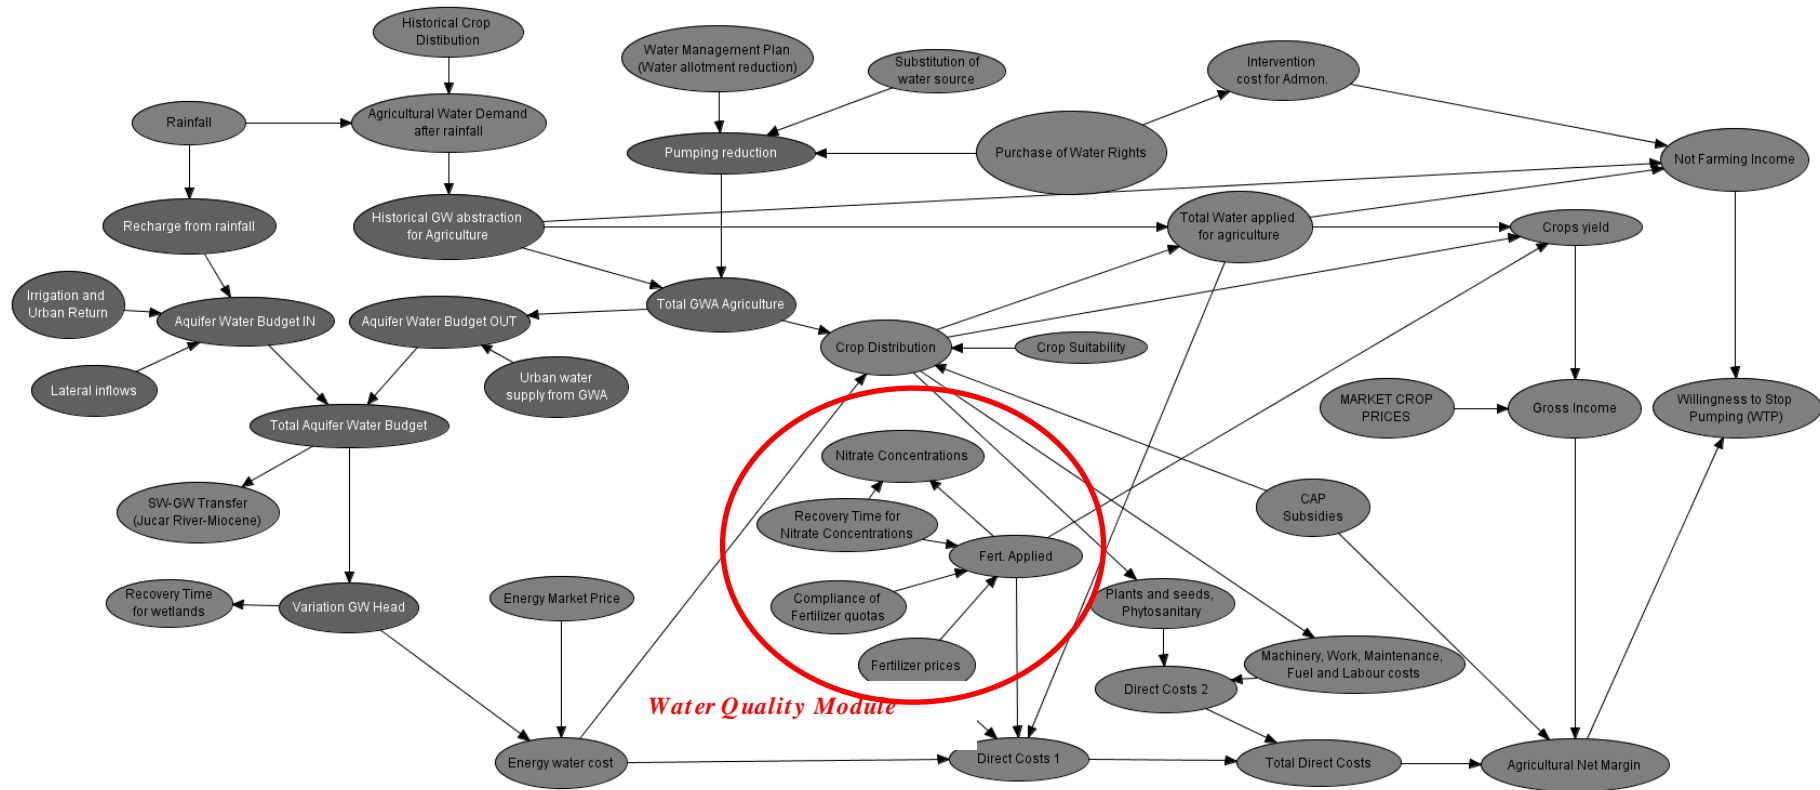 Historical Crop
Distibution
Water Management Plan
(Water allotment reduction)
Substitution of
water source
Intervention
cost for Admon.
Rainfall
Agricultural Water Demand
after rainfall
Pumping reduction
Purchase of Water Rights
Not Farming Income
Recharge from rainfall
Historical GW abstraction
for Agriculture
Total Water applied
for agriculture
Crops yield
Irrigation and
Urban Return
Aquifer Water Budget IN
Aquifer Water Budget OUT
Total GWA Agriculture
Crop Distribution
Crop Suitability
Lateral inflows
Urban water
supply from GWA
MARKET CROP
PRICES
Gross Income
Willingness to Stop
Pumping (WTP)
Total Aquifer Water Budget
Nitrate Concentrations
SW-GW Transfer
(Jucar River-Miocene)
Recovery Time for
Nitrate Concentrations
CAP
Subsidies
Fert. Applied
Recovery Time
for wetlands
Variation GW Head
Energy Market Price
Compliance of
Fertilizer quotas
Plants and seeds,
Phytosanitary
Fertilizer prices
Machinery, Work, Maintenance,
Fuel and Labour costs
Direct Costs 2
Water Quality Module
Energy water cost
Direct Costs 1
Total Direct Costs
Agricultural Net Margin